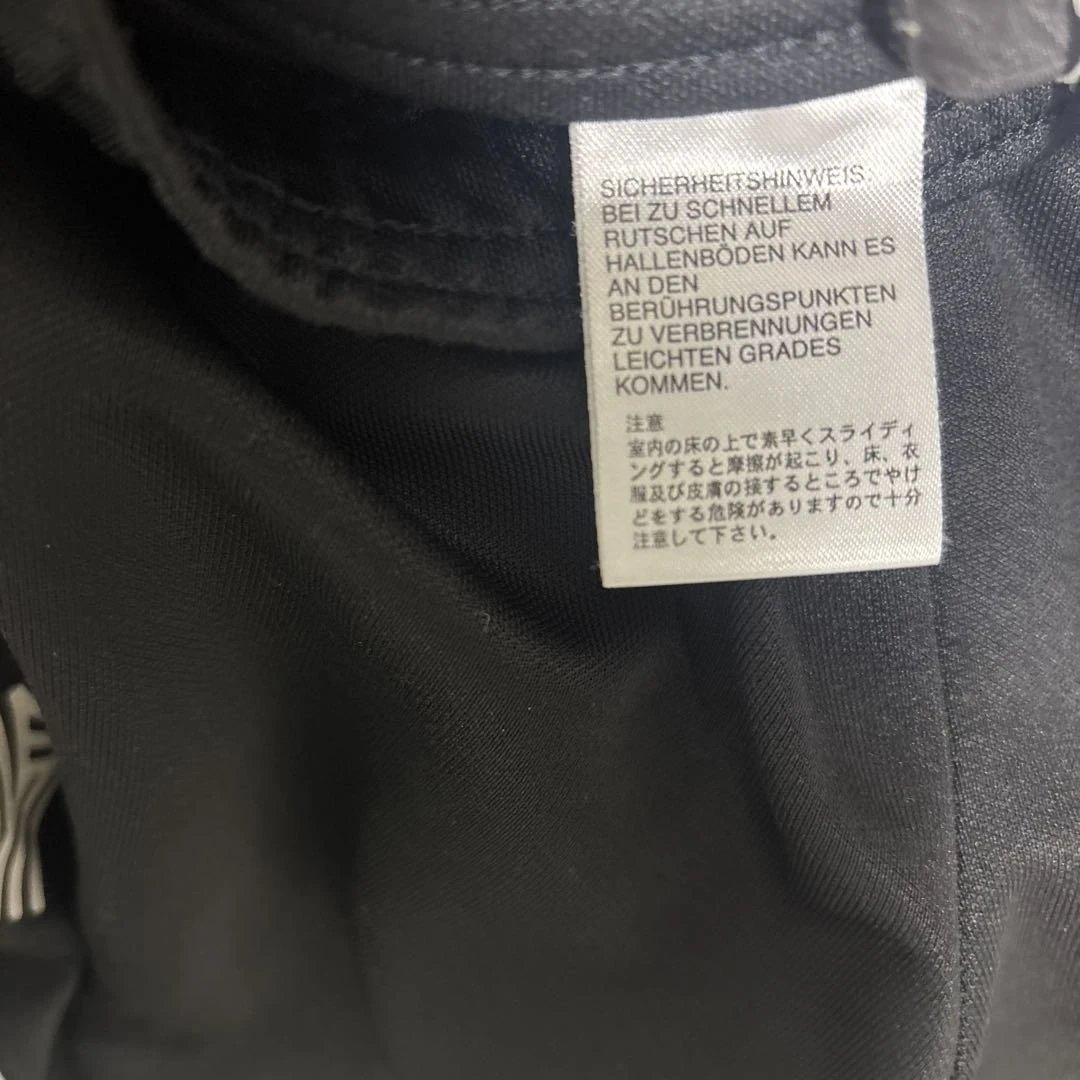 SICHERHEITSHINWEIS:
BEI ZU SCHNELLEM
RUTSCHEN AUF
HALLENBÖDEN KANN ES
AN DEN
BERÜHRUNGSPUNKTEN
ZU VERBRENNUNGEN
LEICHTEN GRADES
KOMMEN.
注意
室内の床の上で素早くスライディ
ングすると摩擦が起こり、床、衣
服及び皮膚の接するところでやけ
どをする危険がありますので十分
注意して下さい。